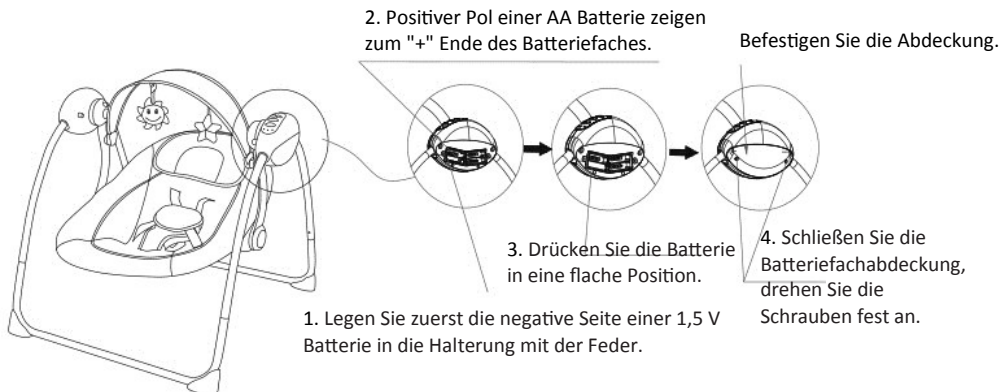 2. Positiver Pol einer AA Batterie zeigen
zum "+" Ende des Batteriefaches.
Befestigen Sie die Abdeckung.
3. Drücken Sie die Batterie
in eine flache Position.
4. Schließen Sie die
Batteriefachabdeckung,
drehen Sie die
Schrauben fest an.
1. Legen Sie zuerst die negative Seite einer 1,5 V
Batterie in die Halterung mit der Feder.